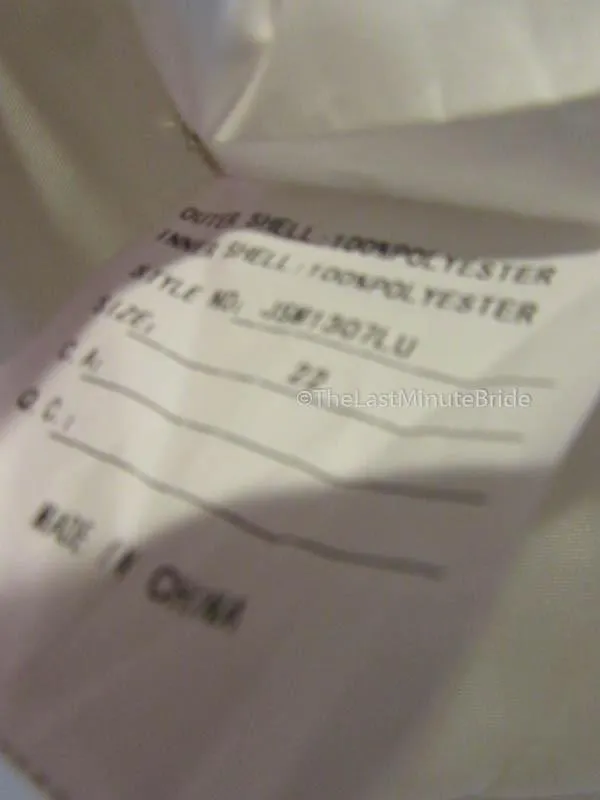 OUTER SHELL:100%POLYESTER
INNER SHELL:100%POLYESTER
STYLE NO: JSM1307LU
SIZE: 22
C A:
©TheLastMinuteBride
Q C:
MADE IN CHINA